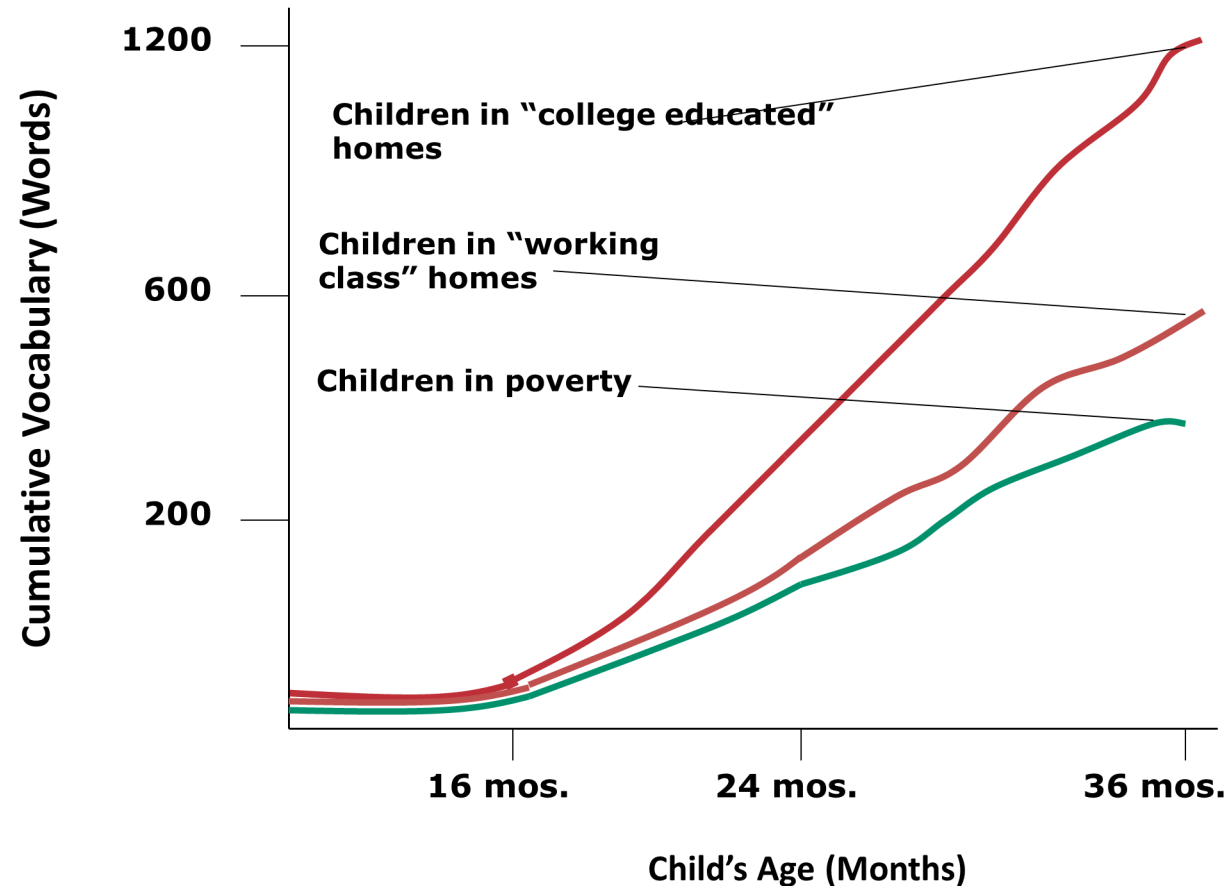 Cumulative Vocabulary (Words)
1200
600
200
Children in “college educated”
homes
Children in “working
class” homes
Children in poverty
16 mos.
24 mos.
36 mos.
Child’s Age (Months)